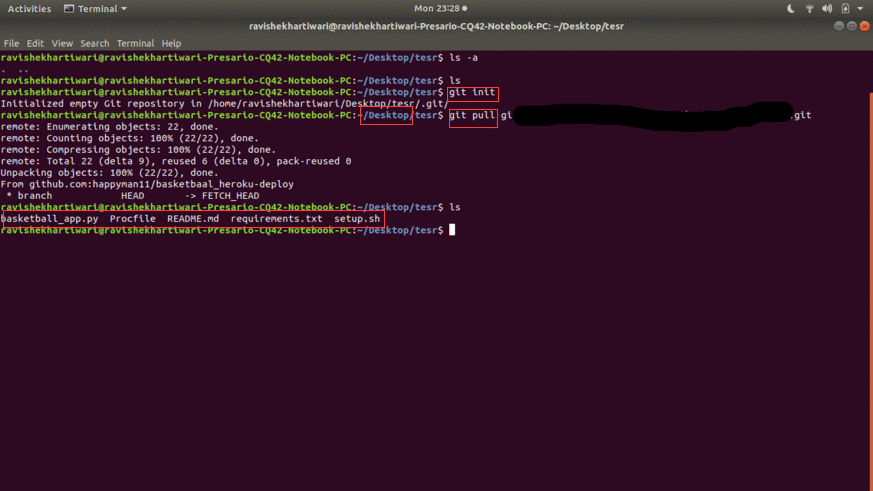 Activities Terminal Mon 23:28
ravishekhartiwari@ravishekhartiwari-Presario-CQ42-Notebook-PC: ~/Desktop/tesr
File Edit View Search Terminal Help
ravishekhartiwari@ravishekhartiwari-Presario-CQ42-Notebook-PC:~/Desktop/tesr$ ls -a
. ..
ravishekhartiwari@ravishekhartiwari-Presario-CQ42-Notebook-PC:~/Desktop/tesr$ ls
ravishekhartiwari@ravishekhartiwari-Presario-CQ42-Notebook-PC:~/Desktop/tesr$ git init
Initialized empty Git repository in /home/ravishekhartiwari/Desktop/tesr/.git/
ravishekhartiwari@ravishekhartiwari-Presario-CQ42-Notebook-PC:~/Desktop/tesr$ git pull gi .git
remote: Enumerating objects: 22, done.
remote: Counting objects: 100% (22/22), done.
remote: Compressing objects: 100% (22/22), done.
remote: Total 22 (delta 9), reused 6 (delta 0), pack-reused 0
Unpacking objects: 100% (22/22), done.
From github.com:happyman11/basketbaal_heroku-deploy
 * branch HEAD -> FETCH_HEAD
ravishekhartiwari@ravishekhartiwari-Presario-CQ42-Notebook-PC:~/Desktop/tesr$ ls
basketball_app.py Procfile README.md requirements.txt setup.sh
ravishekhartiwari@ravishekhartiwari-Presario-CQ42-Notebook-PC:~/Desktop/tesr$